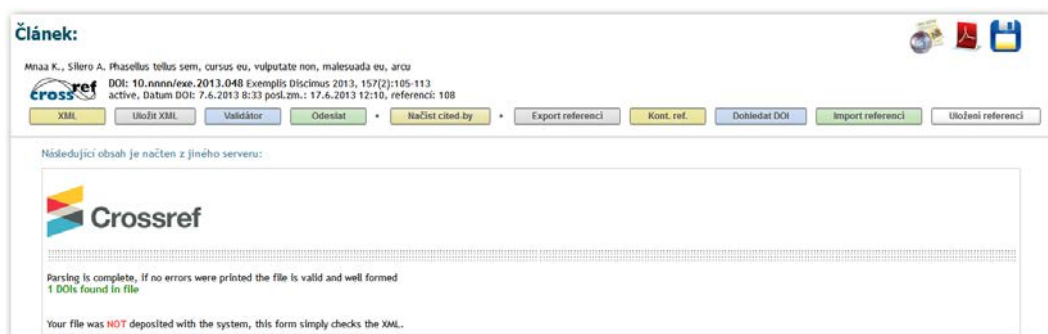 Článek:
Mnaa K., Sílero A. Phasellus tellus sem, cursus eu, vulputate non, malesuada eu, arcu
crossref
DOI: 10.nnnn/exe.2013.048 Exemplis Discimus 2013, 157(2):105-113
active, Datum DOI: 7.6.2013 8:33 posl.zm.: 17.6.2013 12:10, referencí: 108
XML Uložit XML Validátor Odeslat • Načíst cited-by • Export referencí Kont. ref. Dohledat DOI Import referencí Uložení referencí
Následující obsah je načten z jiného serveru:
Crossref
Parsing is complete, if no errors were printed the file is valid and well formed
1 DOIs found in file
Your file was NOT deposited with the system, this form simply checks the XML.